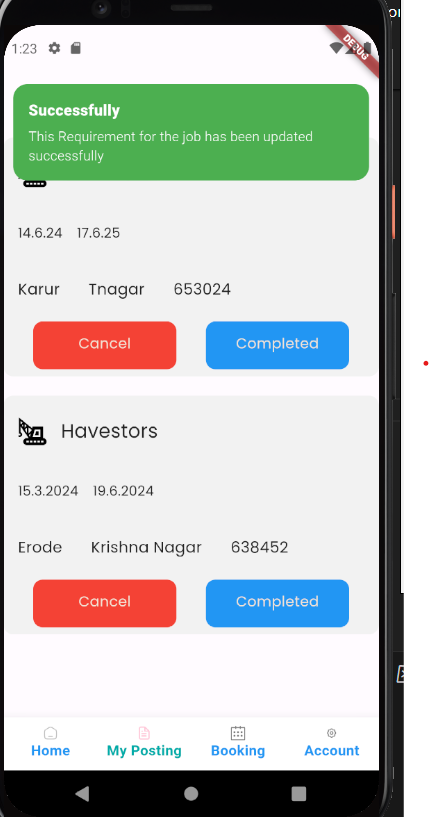 1:23
DEBUG
Successfully
This Requirement for the job has been updated
successfully
14.6.24 17.6.25
Karur Tnagar 653024
Cancel Completed
Havestors
15.3.2024 19.6.2024
Erode Krishna Nagar 638452
Cancel Completed
Home My Posting Booking Account